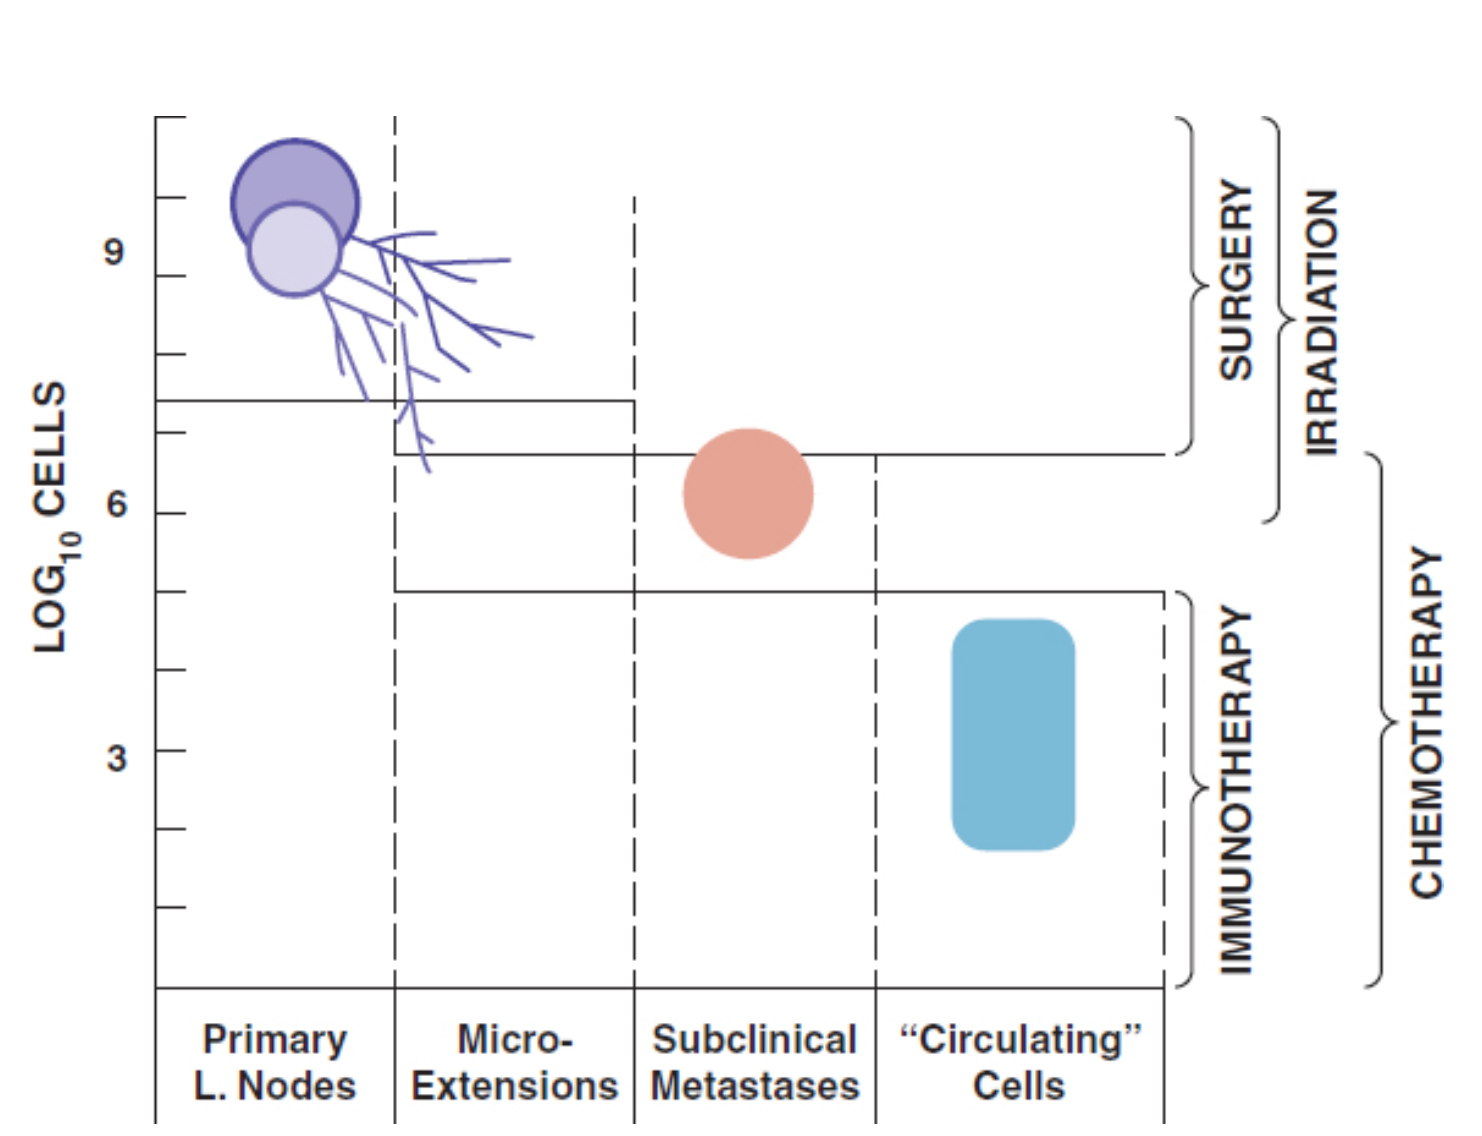 LOG10 CELLS
9
6
3
SURGERY
IRRADIATION
IMMUNOTHERAPY
CHEMOTHERAPY
Primary
L. Nodes
Micro-
Extensions
Subclinical
Metastases
“Circulating”
Cells